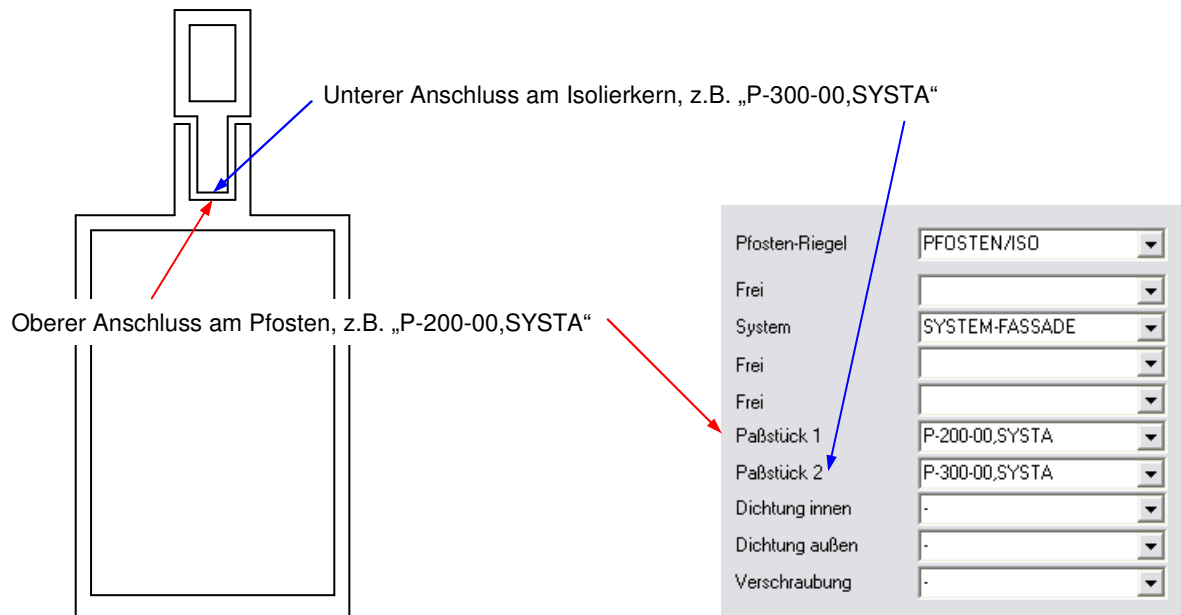 Unterer Anschluss am Isolierkern, z.B. „P-300-00,SYSTA“
Oberer Anschluss am Pfosten, z.B. „P-200-00,SYSTA“
Pfosten-Riegel PFOSTEN/ISO
Frei
System SYSTEM-FASSADE
Frei
Frei
Paßstück 1 P-200-00,SYSTA
Paßstück 2 P-300-00,SYSTA
Dichtung innen -
Dichtung außen -
Verschraubung -